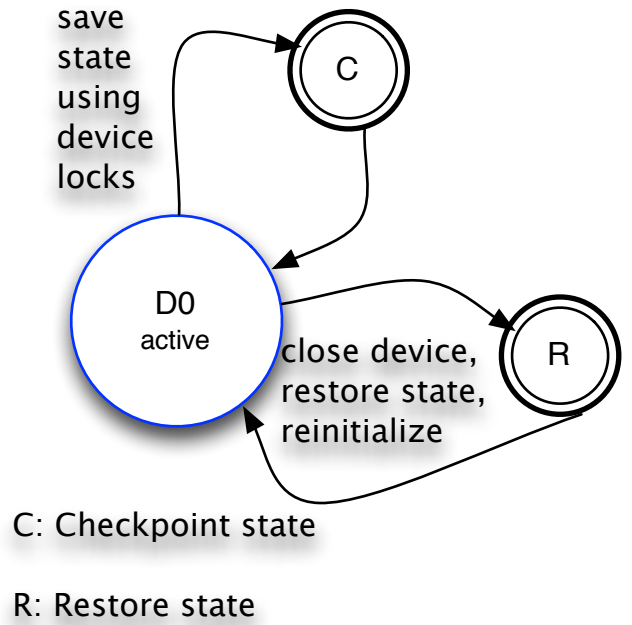 save
state
using
device
locks
C
D0
active
R
close device,
restore state,
reinitialize
C: Checkpoint state
R: Restore state